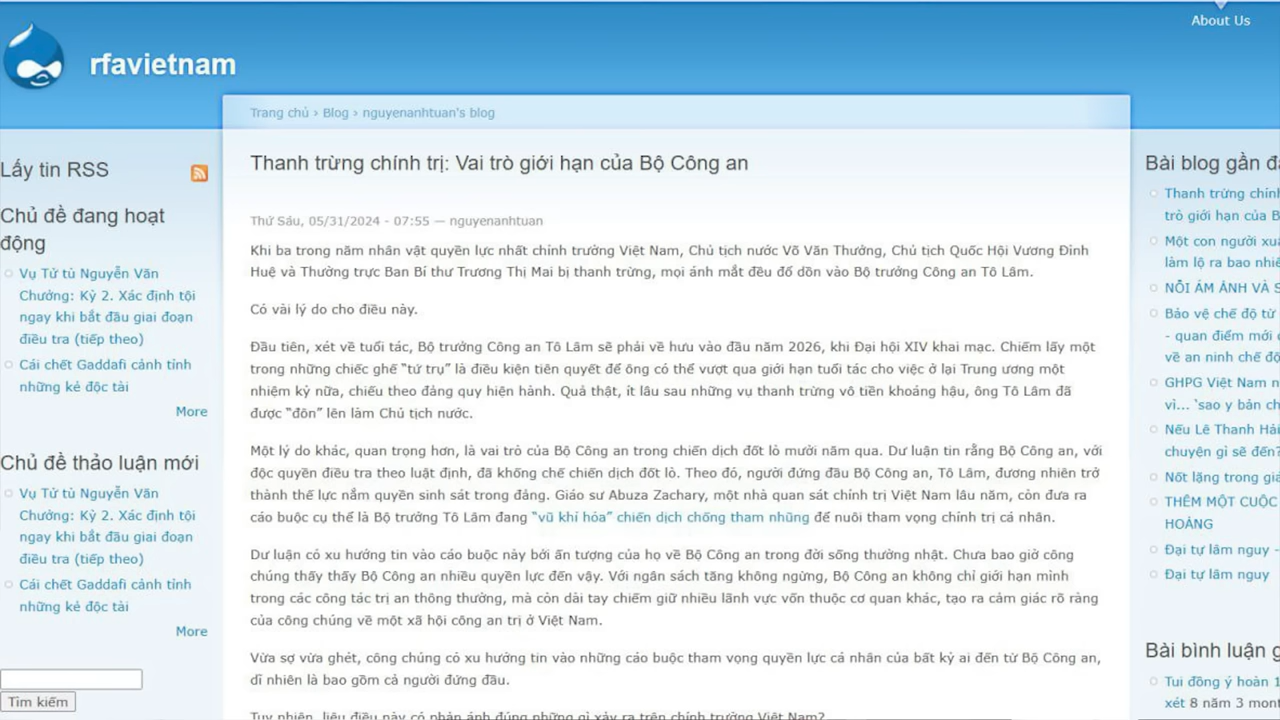 About Us
rfavietnam
Trang chủ › Blog › nguyenanhtuan's blog
Lấy tin RSS
Chủ đề đang hoạt
động
Vụ Tử tù Nguyễn Văn
Chưởng: Kỳ 2. Xác định tội
ngay khi bắt đầu giai đoạn
điều tra (tiếp theo)
Cái chết Gaddafi cảnh tỉnh
những kẻ độc tài
More
Chủ đề thảo luận mới
Vụ Tử tù Nguyễn Văn
Chưởng: Kỳ 2. Xác định tội
ngay khi bắt đầu giai đoạn
điều tra (tiếp theo)
Cái chết Gaddafi cảnh tỉnh
những kẻ độc tài
More
Tìm kiếm
Thanh trừng chính trị: Vai trò giới hạn của Bộ Công an
Thứ Sáu, 05/31/2024 - 07:55 — nguyenanhtuan
Khi ba trong năm nhân vật quyền lực nhất chính trường Việt Nam, Chủ tịch nước Võ Văn Thưởng, Chủ tịch Quốc Hội Vương Đình
Huệ và Thường trực Ban Bí thư Trương Thị Mai bị thanh trừng, mọi ánh mắt đều đổ dồn vào Bộ trưởng Công an Tô Lâm.
Có vài lý do cho điều này.
Đầu tiên, xét về tuổi tác, Bộ trưởng Công an Tô Lâm sẽ phải về hưu vào đầu năm 2026, khi Đại hội XIV khai mạc. Chiếm lấy một
trong những chiếc ghế “tứ trụ” là điều kiện tiên quyết để ông có thể vượt qua giới hạn tuổi tác cho việc ở lại Trung ương một
nhiệm kỳ nữa, chiếu theo đảng quy hiện hành. Quả thật, ít lâu sau những vụ thanh trừng vô tiền khoáng hậu, ông Tô Lâm đã
được “đôn” lên làm Chủ tịch nước.
Một lý do khác, quan trọng hơn, là vai trò của Bộ Công an trong chiến dịch đốt lò mười năm qua. Dư luận tin rằng Bộ Công an, với
độc quyền điều tra theo luật định, đã khống chế chiến dịch đốt lò. Theo đó, người đứng đầu Bộ Công an, Tô Lâm, đương nhiên trở
thành thế lực nắm quyền sinh sát trong đảng. Giáo sư Abuza Zachary, một nhà quan sát chính trị Việt Nam lâu năm, còn đưa ra
cáo buộc cụ thể là Bộ trưởng Tô Lâm đang “vũ khí hóa” chiến dịch chống tham nhũng để nuôi tham vọng chính trị cá nhân.
Dư luận có xu hướng tin vào cáo buộc này bởi ấn tượng của họ về Bộ Công an trong đời sống thường nhật. Chưa bao giờ công
chúng thấy thấy Bộ Công an nhiều quyền lực đến vậy. Với ngân sách tăng không ngừng, Bộ Công an không chỉ giới hạn mình
trong các công tác trị an thông thường, mà còn dài tay chiếm giữ nhiều lãnh vực vốn thuộc cơ quan khác, tạo ra cảm giác rõ ràng
của công chúng về một xã hội công an trị ở Việt Nam.
Vừa sợ vừa ghét, công chúng có xu hướng tin vào những cáo buộc tham vọng quyền lực cá nhân của bất kỳ ai đến từ Bộ Công an,
dĩ nhiên là bao gồm cả người đứng đầu.
Tuy nhiên, liệu điều này có phản ánh đúng những gì xảy ra trên chính trường Việt Nam?
Bài blog gần
Thanh trừng
trò giới hạn của
Một con người
làm lộ ra bao
NỖI ÁM ẢNH VÀ
Bảo vệ chế độ từ
- quan điểm mới
về an ninh chế
GHPG Việt Nam
vì... ‘sao y bản
Nếu Lê Thanh Hải
chuyện gì sẽ đến?
Nốt lặng trong
THÊM MỘT CUỘC
HOẢNG
Đại tự lâm nguy -
Đại tự lâm nguy
Bài bình luận
Tui đồng ý hoàn
xét 8 năm 3